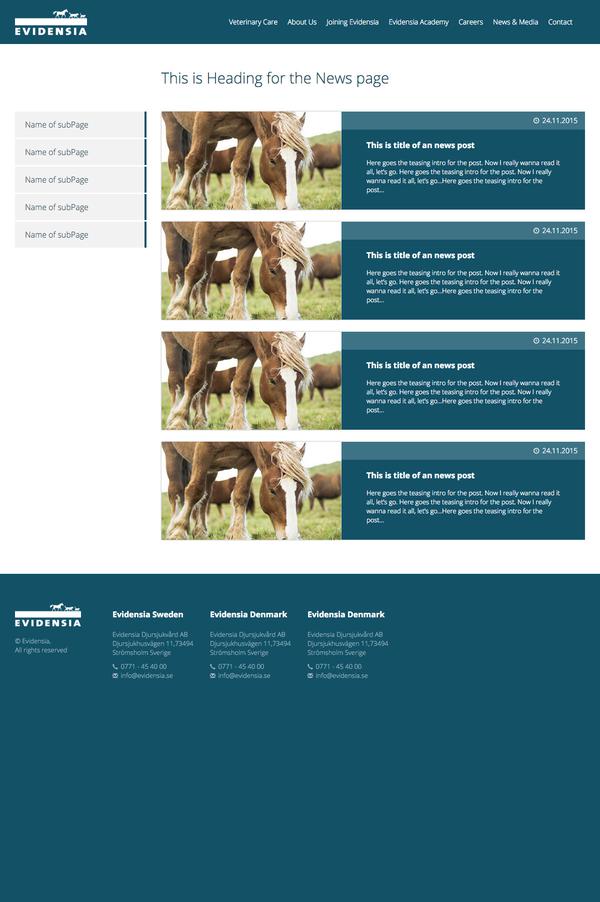 EVIDENSIA
Veterinary Care About Us Joining Evidensia Evidensia Academy Careers News & Media Contact
This is Heading for the News page
Name of subPage
Name of subPage
Name of subPage
Name of subPage
Name of subPage
24.11.2015
This is title of an news post
Here goes the teasing intro for the post. Now I really wanna read it
all, let's go. Here goes the teasing intro for the post. Now I really
wanna read it all, let's go...Here goes the teasing intro for the
post...
24.11.2015
This is title of an news post
Here goes the teasing intro for the post. Now I really wanna read it
all, let's go. Here goes the teasing intro for the post. Now I really
wanna read it all, let's go...Here goes the teasing intro for the
post...
24.11.2015
This is title of an news post
Here goes the teasing intro for the post. Now I really wanna read it
all, let's go. Here goes the teasing intro for the post. Now I really
wanna read it all, let's go...Here goes the teasing intro for the
post...
24.11.2015
This is title of an news post
Here goes the teasing intro for the post. Now I really wanna read it
all, let's go. Here goes the teasing intro for the post. Now I really
wanna read it all, let's go...Here goes the teasing intro for the
post...
EVIDENSIA
© Evidensia,
All rights reserved
Evidensia Sweden
Evidensia Djursjukvård AB
Djursjukhusvägen 11,73494
Strömsholm Sverige
0771 - 45 40 00
info@evidensia.se
Evidensia Denmark
Evidensia Djursjukvård AB
Djursjukhusvägen 11,73494
Strömsholm Sverige
0771 - 45 40 00
info@evidensia.se
Evidensia Denmark
Evidensia Djursjukvård AB
Djursjukhusvägen 11,73494
Strömsholm Sverige
0771 - 45 40 00
info@evidensia.se